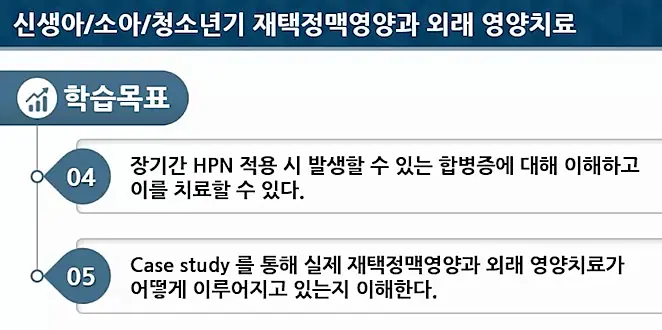 신생아/소아/청소년기 재택정맥영양과 외래 영양치료
학습목표
04
장기간 HPN 적용 시 발생할 수 있는 합병증에 대해 이해하고
이를 치료할 수 있다.
05
Case study 를 통해 실제 재택정맥영양과 외래 영양치료가
어떻게 이루어지고 있는지 이해한다.